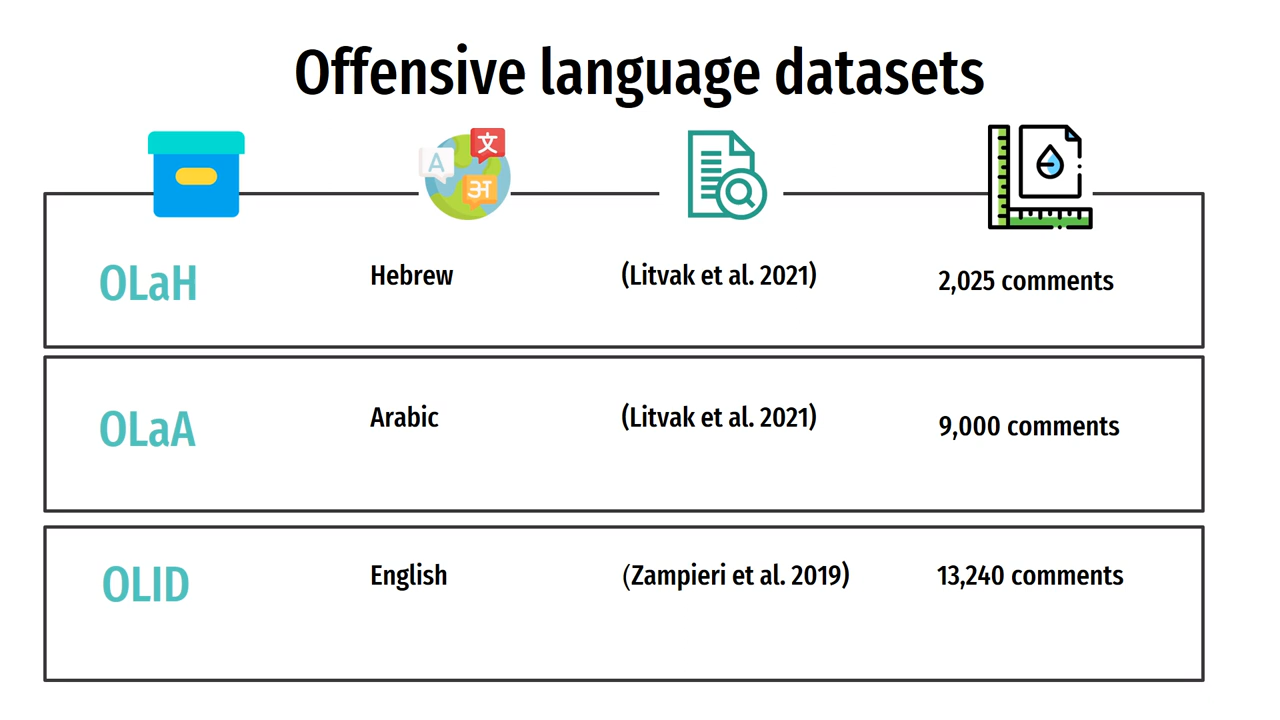 Offensive language datasets
A
文
अ
OLaH
Hebrew
(Litvak et al. 2021)
2,025 comments
OLaA
Arabic
(Litvak et al. 2021)
9,000 comments
OLID
English
(Zampieri et al. 2019)
13,240 comments